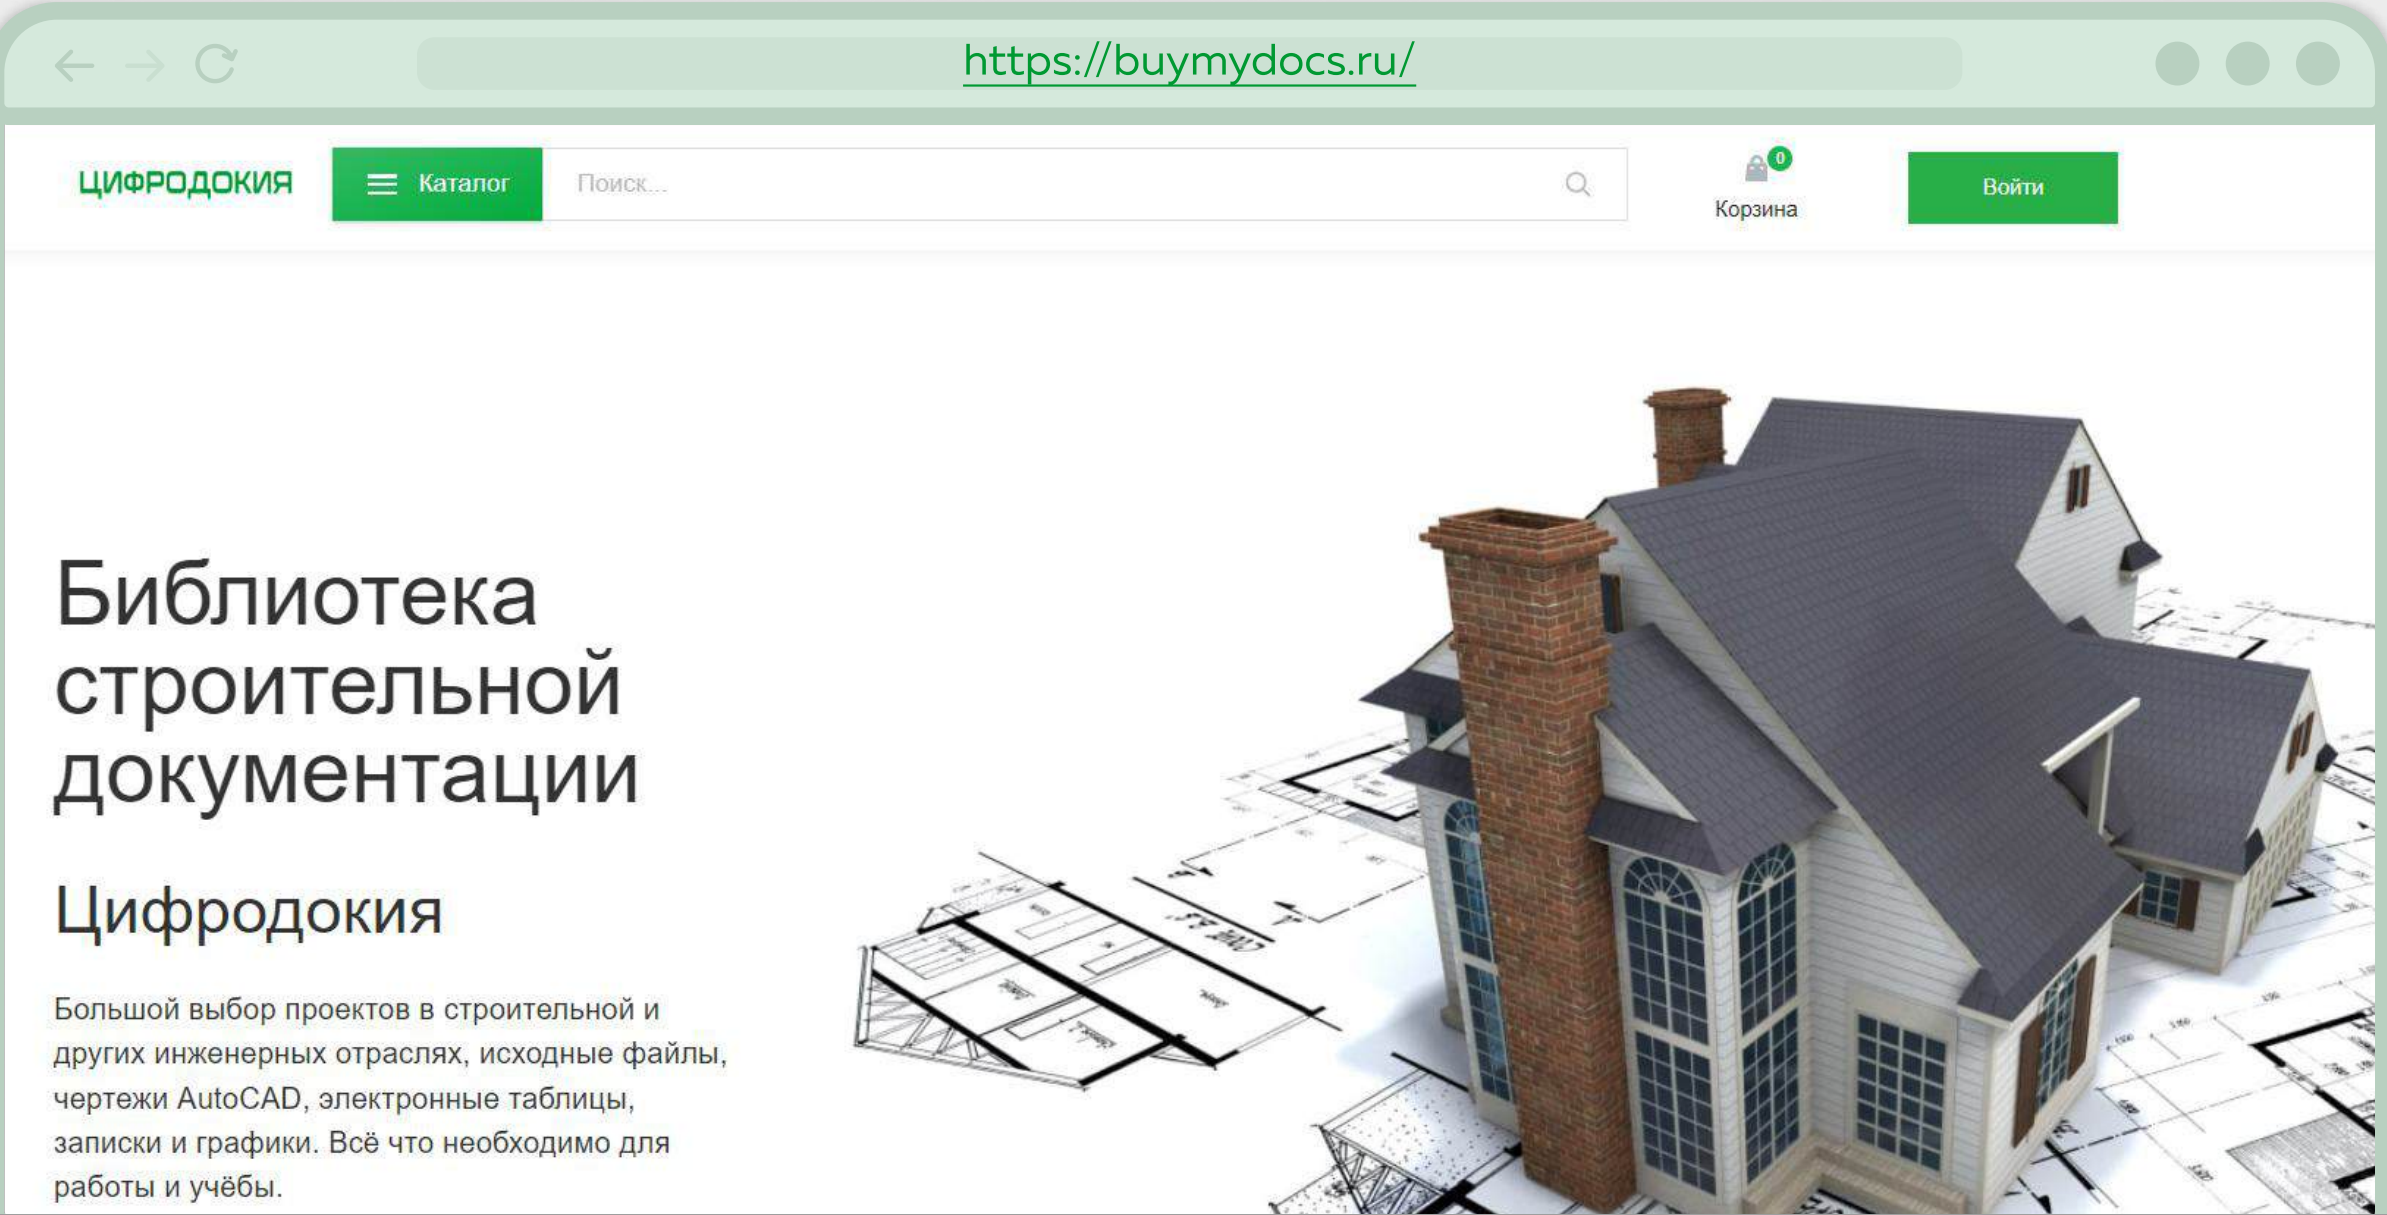 https://buymydocs.ru/
ЦИФРОДОКИЯ
Каталог
Поиск...
0
Корзина
Войти
Библиотека
строительной
документации
Цифродокия
Большой выбор проектов в строительной и
других инженерных отраслях, исходные файлы,
чертежи AutoCAD, электронные таблицы,
записки и графики. Всё что необходимо для
работы и учёбы.